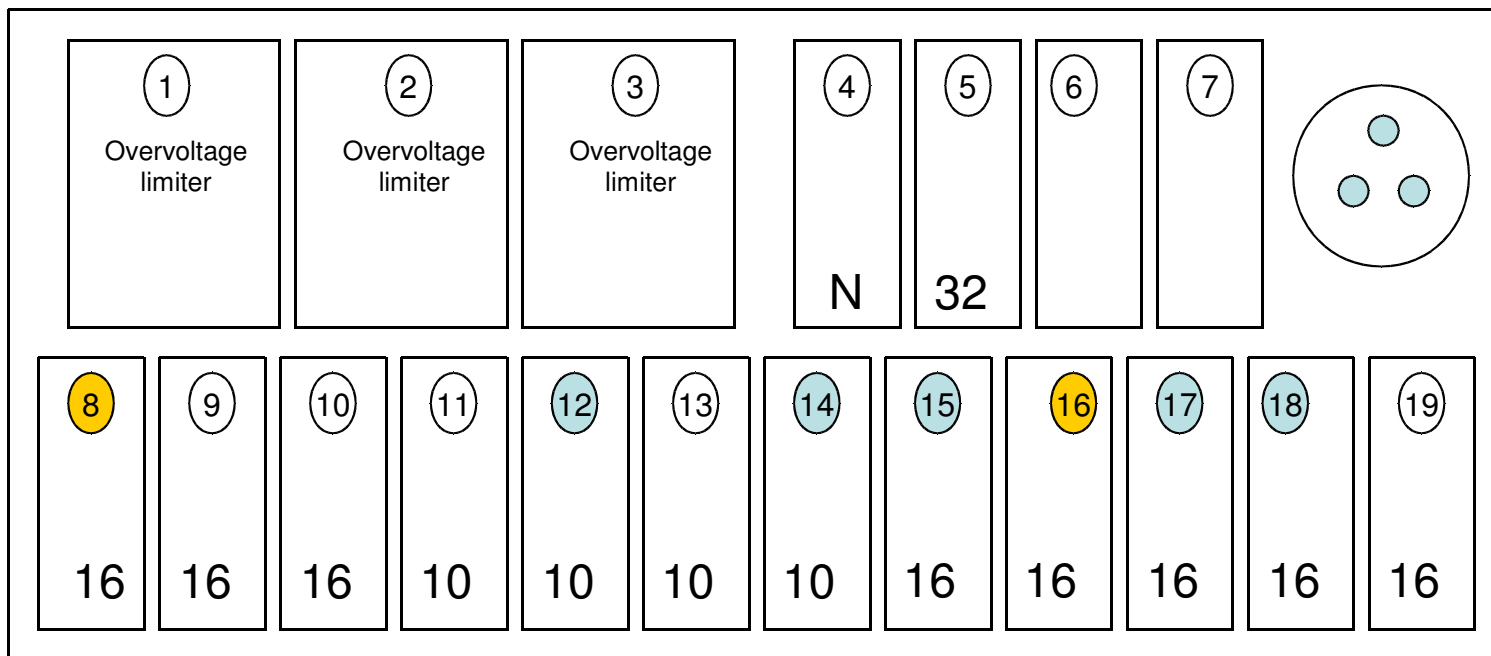 1 2 3 4 5 6 7
Overvoltage limiter Overvoltage limiter Overvoltage limiter
N 32
8 9 10 11 12 13 14 15 16 17 18 19
16 16 16 10 10 10 10 16 16 16 16 16